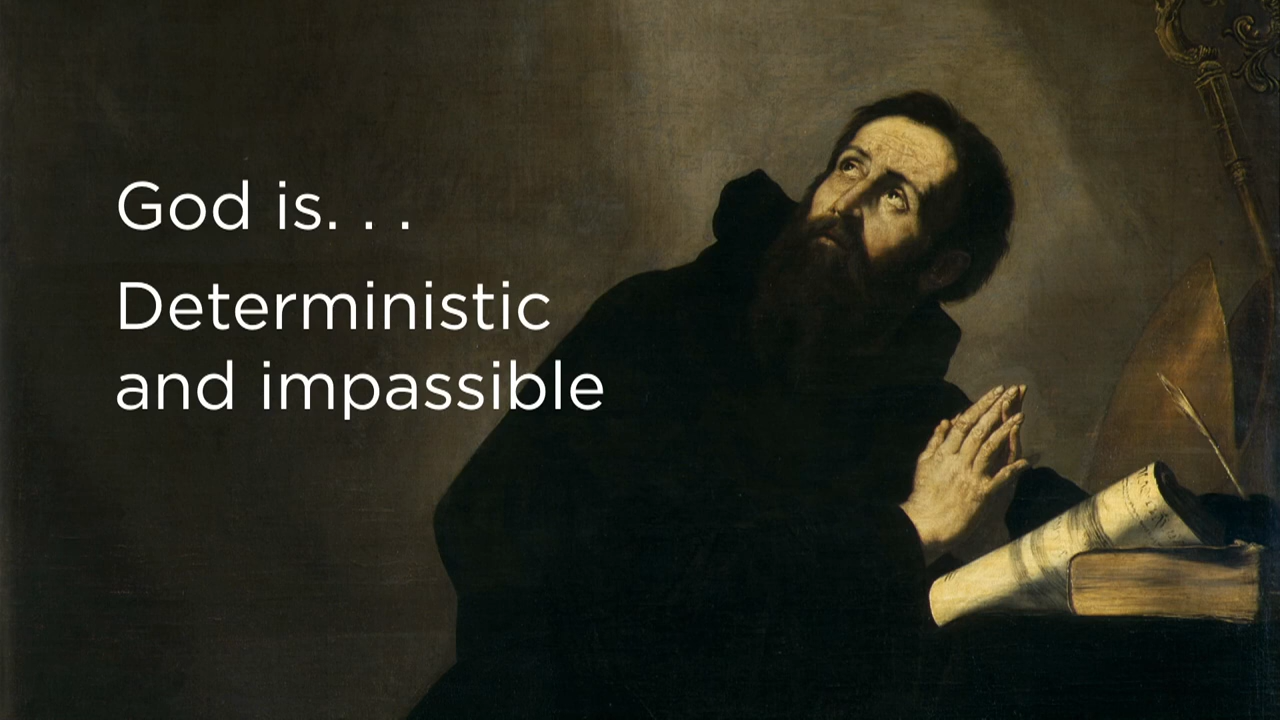 God is. . .
Deterministic
and impassible